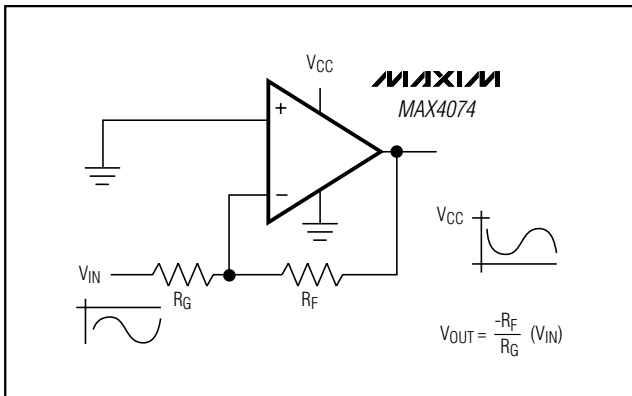 VCC
MAXIM
MAX4074
+
−
VCC
VIN
RG
RF
VOUT = -RF/RG (VIN)